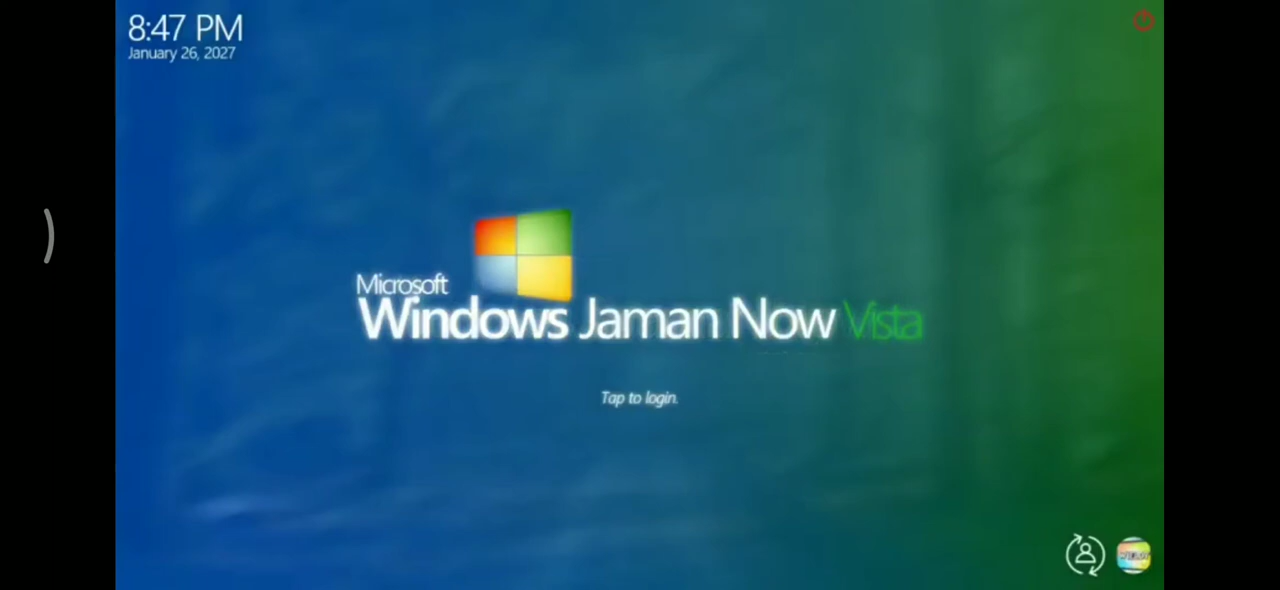 8:47 PM
January 26, 2027
Microsoft
Windows Jaman Now Vista
Tap to login.